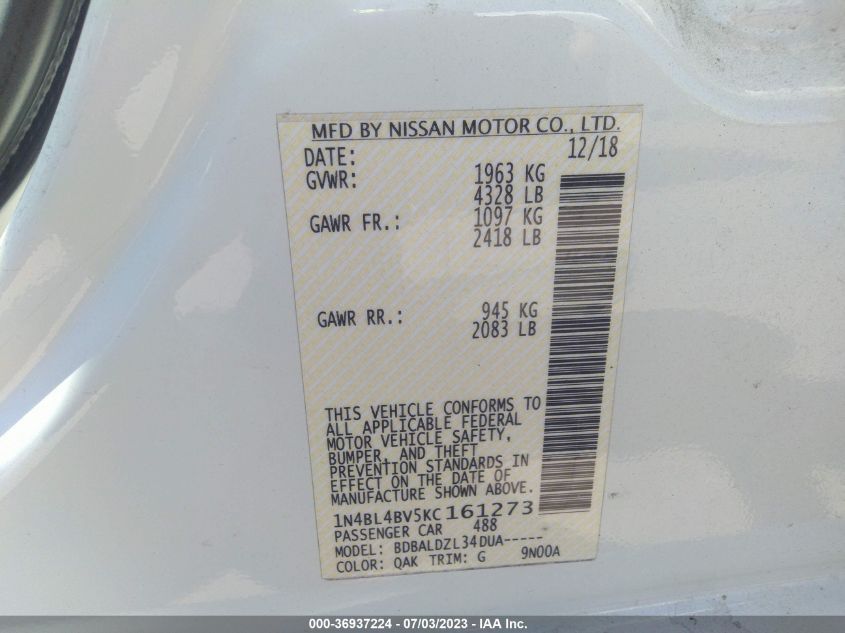 MFD BY NISSAN MOTOR CO., LTD.
DATE: 12/18
GVWR: 1963 KG
4328 LB
GAWR FR.: 1097 KG
2418 LB
GAWR RR.: 945 KG
2083 LB
THIS VEHICLE CONFORMS TO
ALL APPLICABLE FEDERAL
MOTOR VEHICLE SAFETY,
BUMPER, AND THEFT
PREVENTION STANDARDS IN
EFFECT ON THE DATE OF
MANUFACTURE SHOWN ABOVE.
1N4BL4BV5KC161273
PASSENGER CAR 488
MODEL: BDBALDZL34DUA-----
COLOR: QAK TRIM: G 9N00A
000-36937224 - 07/03/2023 - IAA Inc.